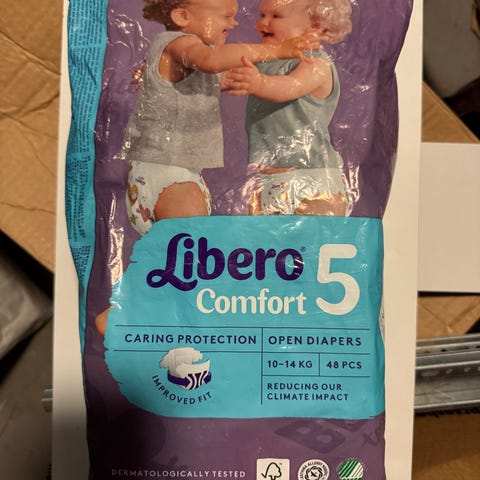 Libero®
Comfort 5
CARING PROTECTION
OPEN DIAPERS
10–14 KG
48 PCS
IMPROVED FIT
REDUCING OUR
CLIMATE IMPACT
DERMATOLOGICALLY TESTED
FSC